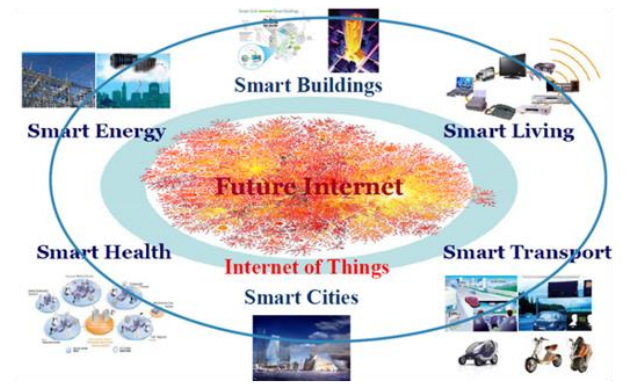 Smart Buildings
Smart Energy
Smart Living
Future Internet
Smart Health
Smart Transport
Internet of Things
Smart Cities